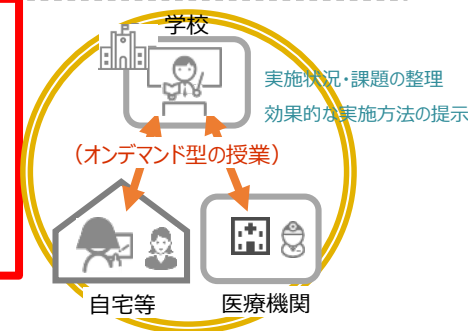 学校
実施状況・課題の整理
効果的な実施方法の提示
(オンデマンド型の授業)
自宅等
医療機関